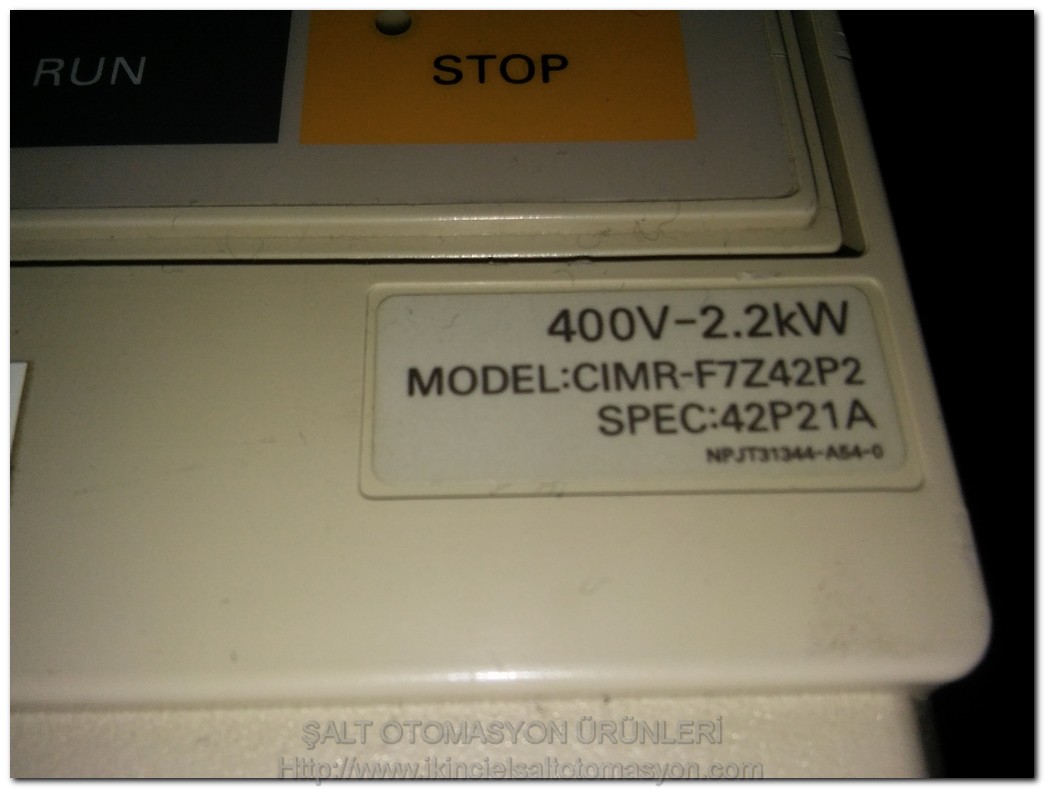 RUN
STOP
400V-2.2kW
MODEL:CIMR-F7Z42P2
SPEC:42P21A
NPJT31344-A54-0
ŞALT OTOMASYON ÜRÜNLERİ
Http://www.ikincielsaltotomasyon.com